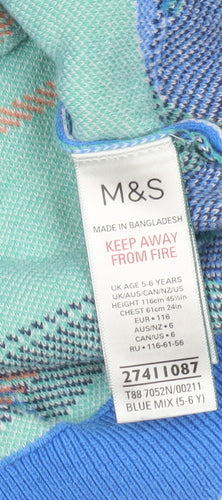 M&S
MADE IN BANGLADESH
KEEP AWAY
FROM FIRE
UK AGE 5-6 YEARS
UK/AUS/CAN/NZ/US
HEIGHT 116cm 45½in
CHEST 61cm 24in
EUR • 116
AUS/NZ • 6
CAN/US • 6
RU • 116-61-56
27411087
T88 7052N/00211
BLUE MIX (5-6 Y)